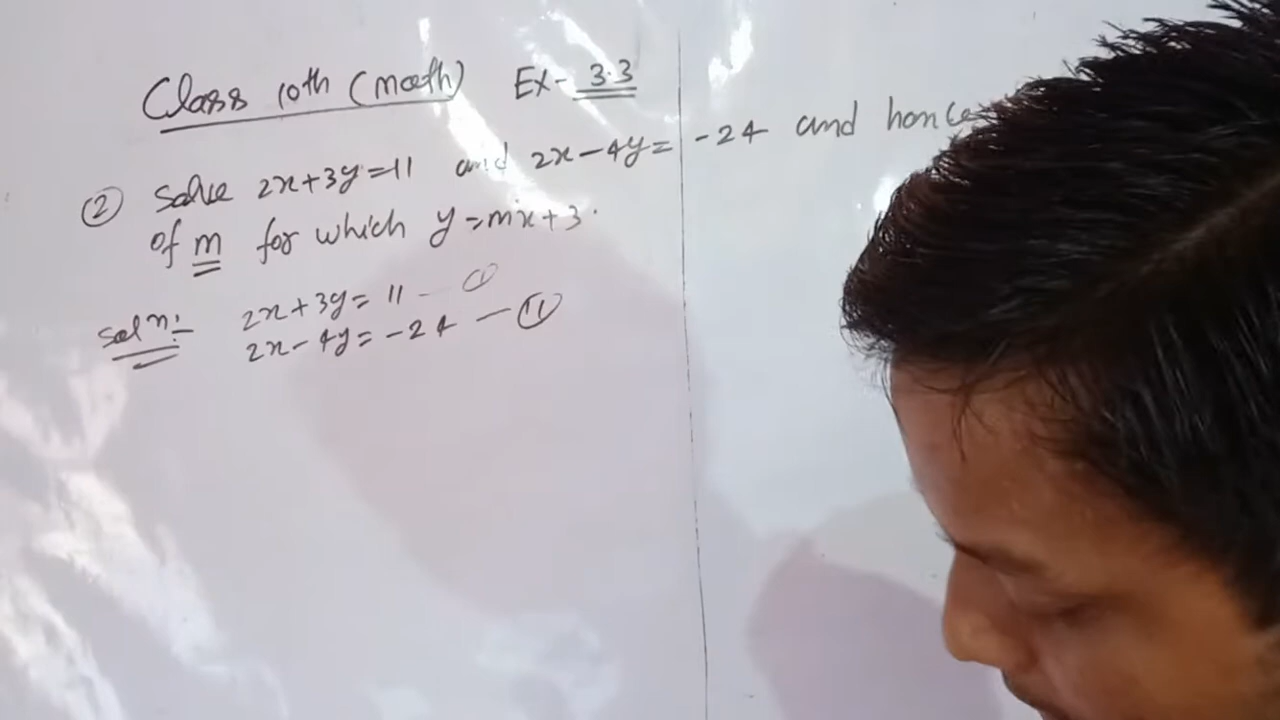 Class 10th (Math) Ex- 3.3
② Solve 2x+3y=11 and 2x-4y= -24 and hence
of m for which y=mx+3.
Soln:- 2x+3y= 11 - ①
2x-4y= -24 - ⑪